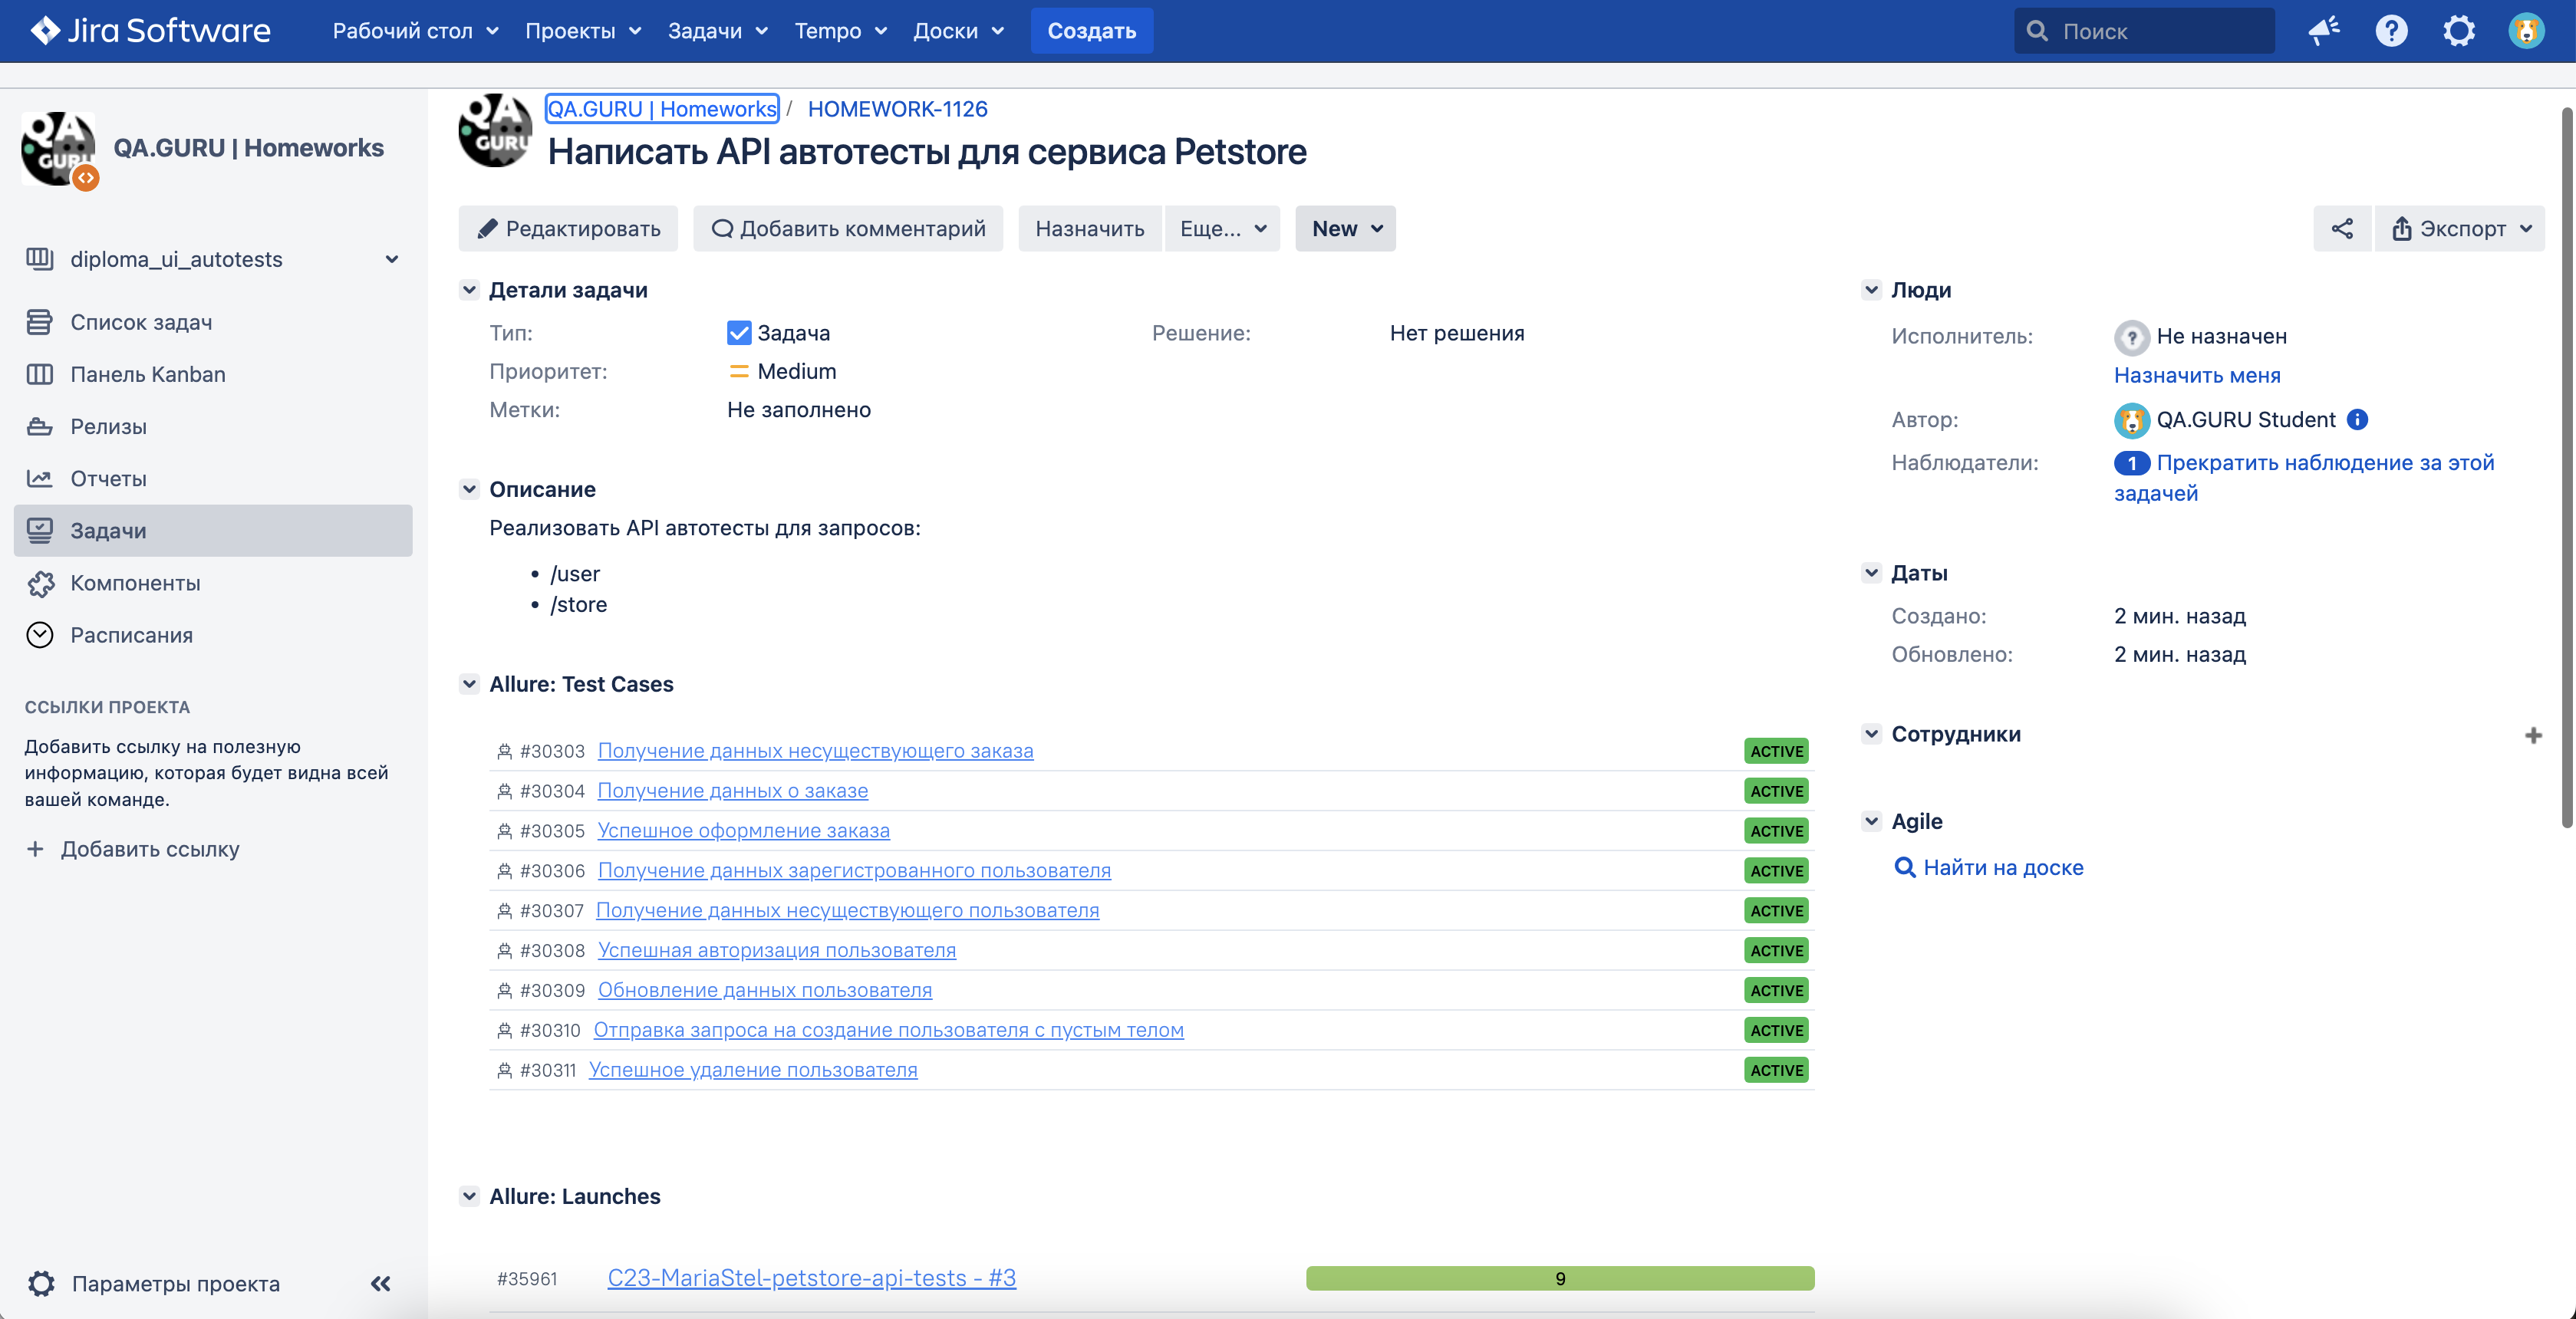 Jira Software
Рабочий стол
Проекты
Задачи
Tempo
Доски
Создать
Поиск
QA.GURU | Homeworks
diploma_ui_autotests
Список задач
Панель Kanban
Релизы
Отчеты
Задачи
Компоненты
Расписания
ССЫЛКИ ПРОЕКТА
Добавить ссылку на полезную
информацию, которая будет видна всей
вашей команде.
+ Добавить ссылку
Параметры проекта
QA GURU
QA.GURU | Homeworks / HOMEWORK-1126
Написать API автотесты для сервиса Petstore
Редактировать
Добавить комментарий
Назначить
Еще...
New
Экспорт
Детали задачи
Тип: Задача
Решение: Нет решения
Приоритет: Medium
Метки: Не заполнено
Описание
Реализовать API автотесты для запросов:
• /user
• /store
Allure: Test Cases
#30303 Получение данных несуществующего заказа ACTIVE
#30304 Получение данных о заказе ACTIVE
#30305 Успешное оформление заказа ACTIVE
#30306 Получение данных зарегистрованного пользователя ACTIVE
#30307 Получение данных несуществующего пользователя ACTIVE
#30308 Успешная авторизация пользователя ACTIVE
#30309 Обновление данных пользователя ACTIVE
#30310 Отправка запроса на создание пользователя с пустым телом ACTIVE
#30311 Успешное удаление пользователя ACTIVE
Allure: Launches
#35961 C23-MariaStel-petstore-api-tests - #3 9
Люди
Исполнитель: Не назначен
Назначить меня
Автор: QA.GURU Student
Наблюдатели: 1 Прекратить наблюдение за этой
задачей
Даты
Создано: 2 мин. назад
Обновлено: 2 мин. назад
Сотрудники
Agile
Найти на доске